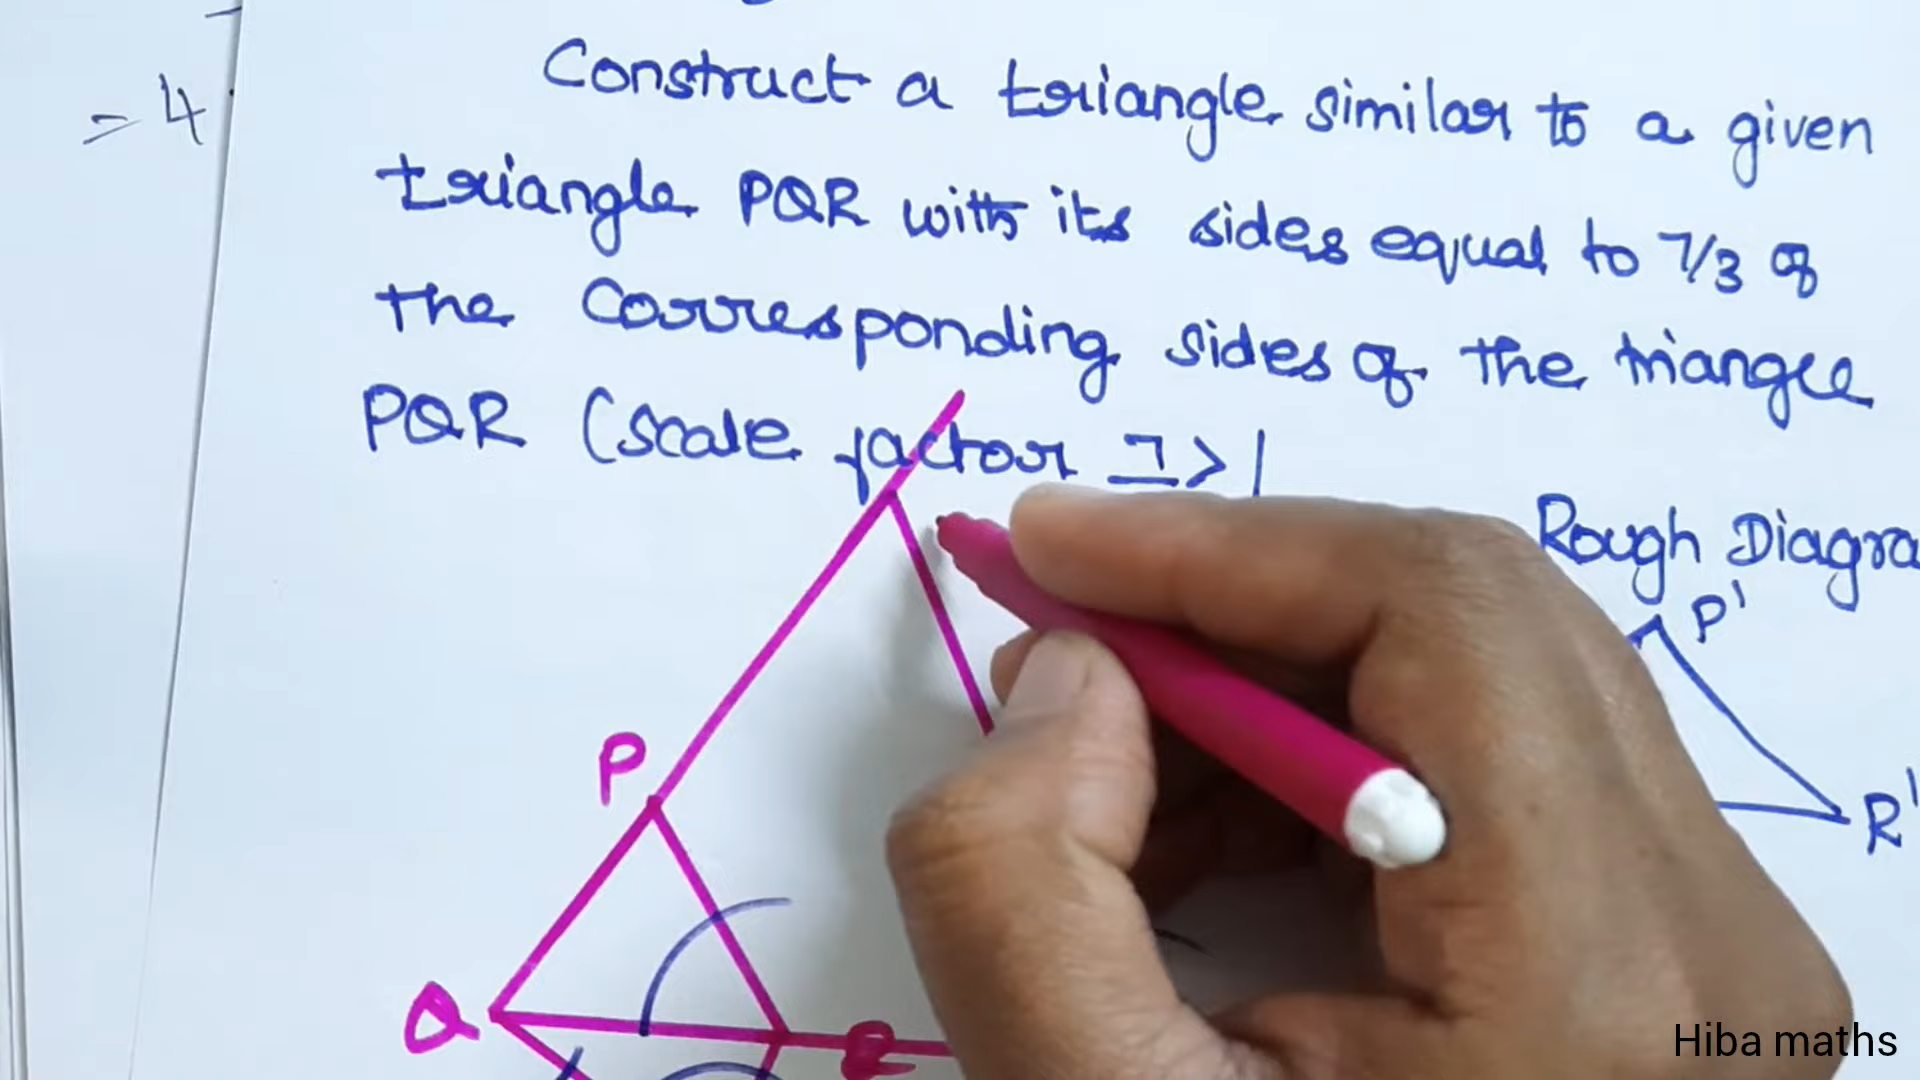 = 4
Construct a triangle similar to a given
triangle PQR with its sides equal to 7/3 of
the Corresponding sides of the triangle
PQR (scale factor 7 > 1
Rough Diagra
P'
R'
P
Q
R
Hiba maths